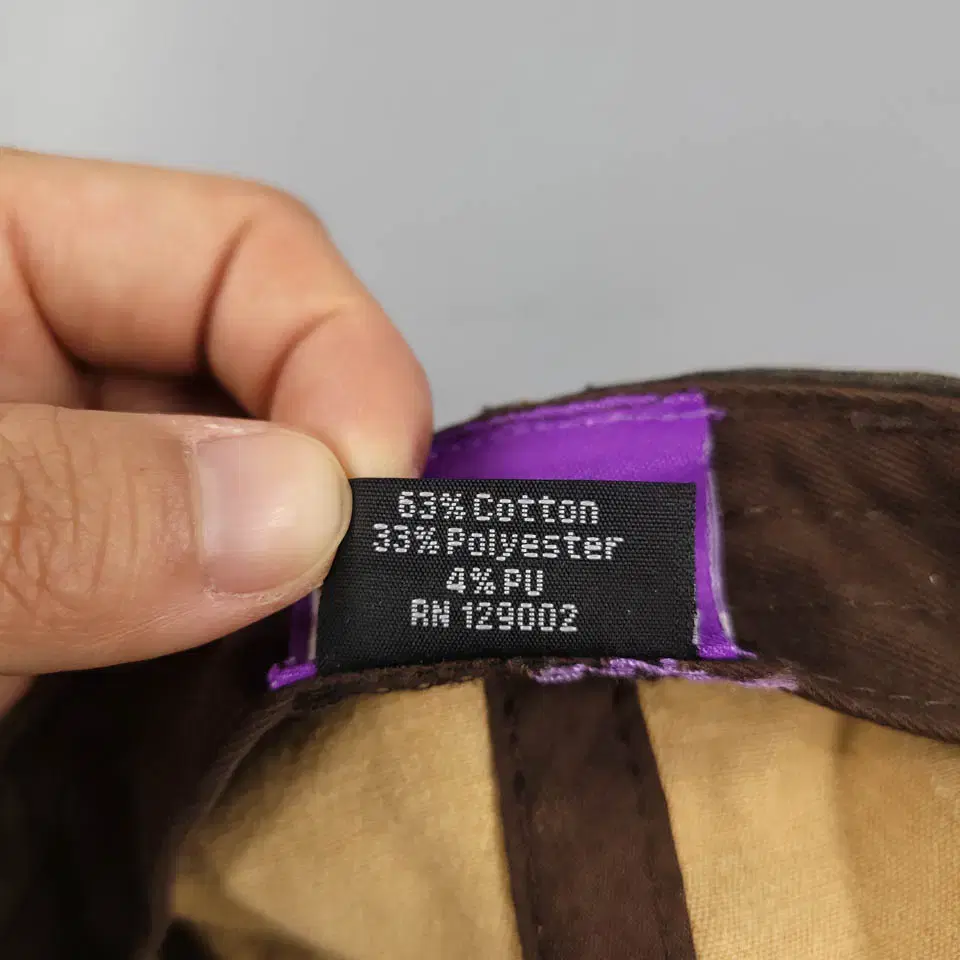 63% Cotton
33% Polyester
4% PU
RN 129002